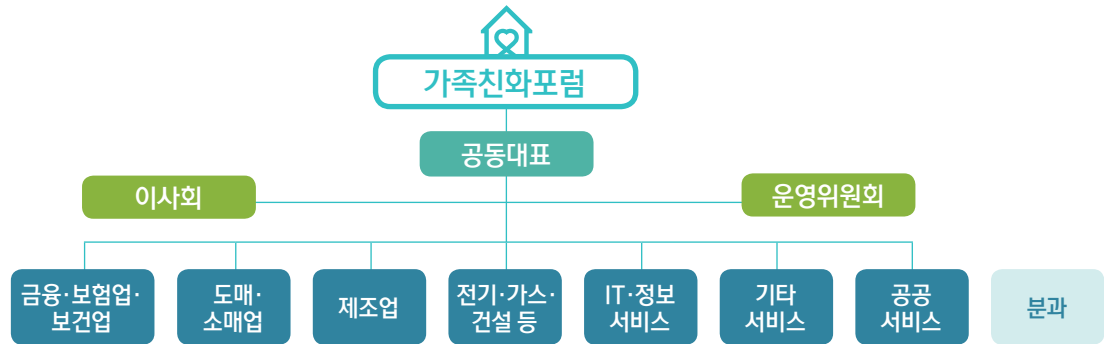 가족친화포럼
공동대표
이사회
운영위원회
금융·보험업·
보건업
도매·
소매업
제조업
전기·가스·
건설 등
IT·정보
서비스
기타
서비스
공공
서비스
분과